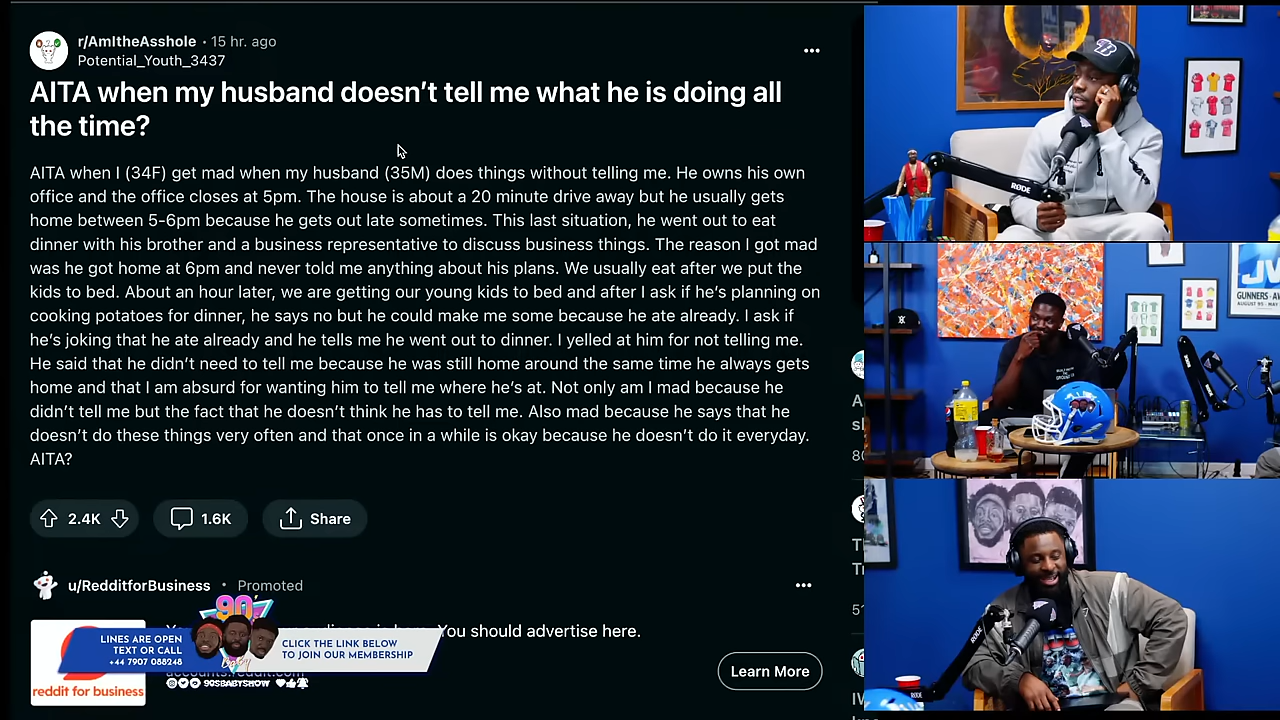 r/AmItheAsshole • 15 hr. ago
Potential_Youth_3437
AITA when my husband doesn’t tell me what he is doing all
the time?
AITA when I (34F) get mad when my husband (35M) does things without telling me. He owns his own
office and the office closes at 5pm. The house is about a 20 minute drive away but he usually gets
home between 5-6pm because he gets out late sometimes. This last situation, he went out to eat
dinner with his brother and a business representative to discuss business things. The reason I got mad
was he got home at 6pm and never told me anything about his plans. We usually eat after we put the
kids to bed. About an hour later, we are getting our young kids to bed and after I ask if he’s planning on
cooking potatoes for dinner, he says no but he could make me some because he ate already. I ask if
he’s joking that he ate already and he tells me he went out to dinner. I yelled at him for not telling me.
He said that he didn’t need to tell me because he was still home around the same time he always gets
home and that I am absurd for wanting him to tell me where he’s at. Not only am I mad because he
didn’t tell me but the fact that he doesn’t think he has to tell me. Also mad because he says that he
doesn’t do these things very often and that once in a while is okay because he doesn’t do it everyday.
AITA?
2.4K
1.6K
Share
u/RedditforBusiness • Promoted
You should advertise here.
LINES ARE OPEN
TEXT OR CALL
+44 7907 088248
90
CLICK THE LINK BELOW
TO JOIN OUR MEMBERSHIP
accounts.reddit.com
90SBABYSHOW
reddit for business
Learn More
RØDE
GUNNERS
RØDE
RØDE